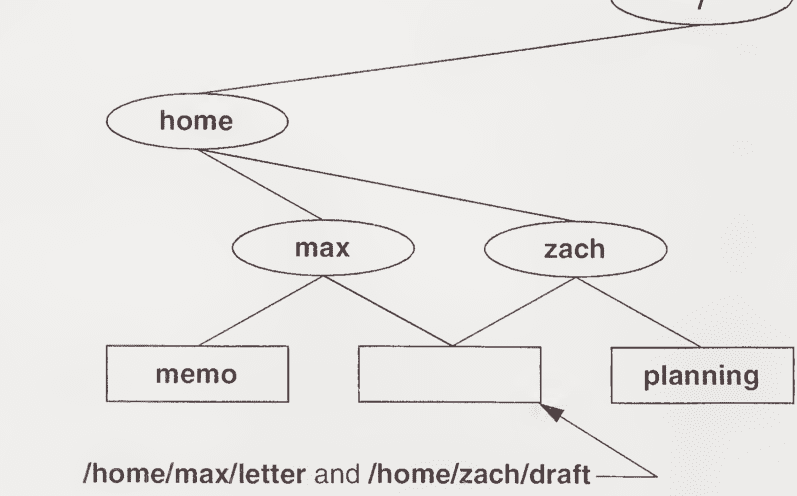 /
home
max zach
memo planning
/home/max/letter and /home/zach/draft